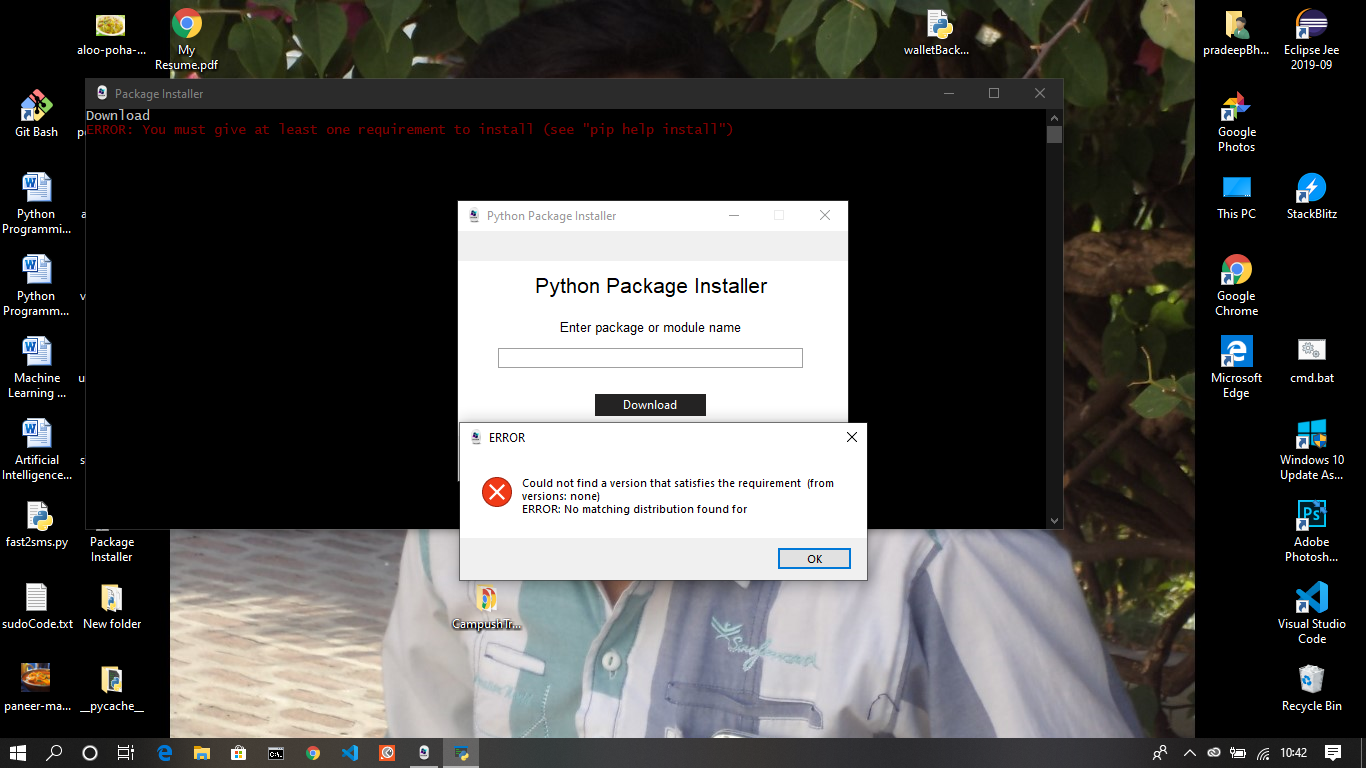 aloo-poha-...
My
Resume.pdf
walletBack...
pradeepBh...
Eclipse Jee
2019-09
Package Installer
Download
ERROR: You must give at least one requirement to install (see "pip help install")
Git Bash
Google
Photos
Python
Programmi...
This PC
StackBlitz
Python Package Installer
Python Package Installer
Enter package or module name
Download
Python
Programm...
Google
Chrome
Machine
Learning ...
Microsoft
Edge
cmd.bat
ERROR
Could not find a version that satisfies the requirement (from
versions: none)
ERROR: No matching distribution found for
OK
Artificial
Intelligence...
Windows 10
Update As...
fast2sms.py
Package
Installer
Adobe
Photosh...
sudoCode.txt
New folder
CampushTr...
Visual Studio
Code
paneer-ma...
__pycache__
Recycle Bin
10:42